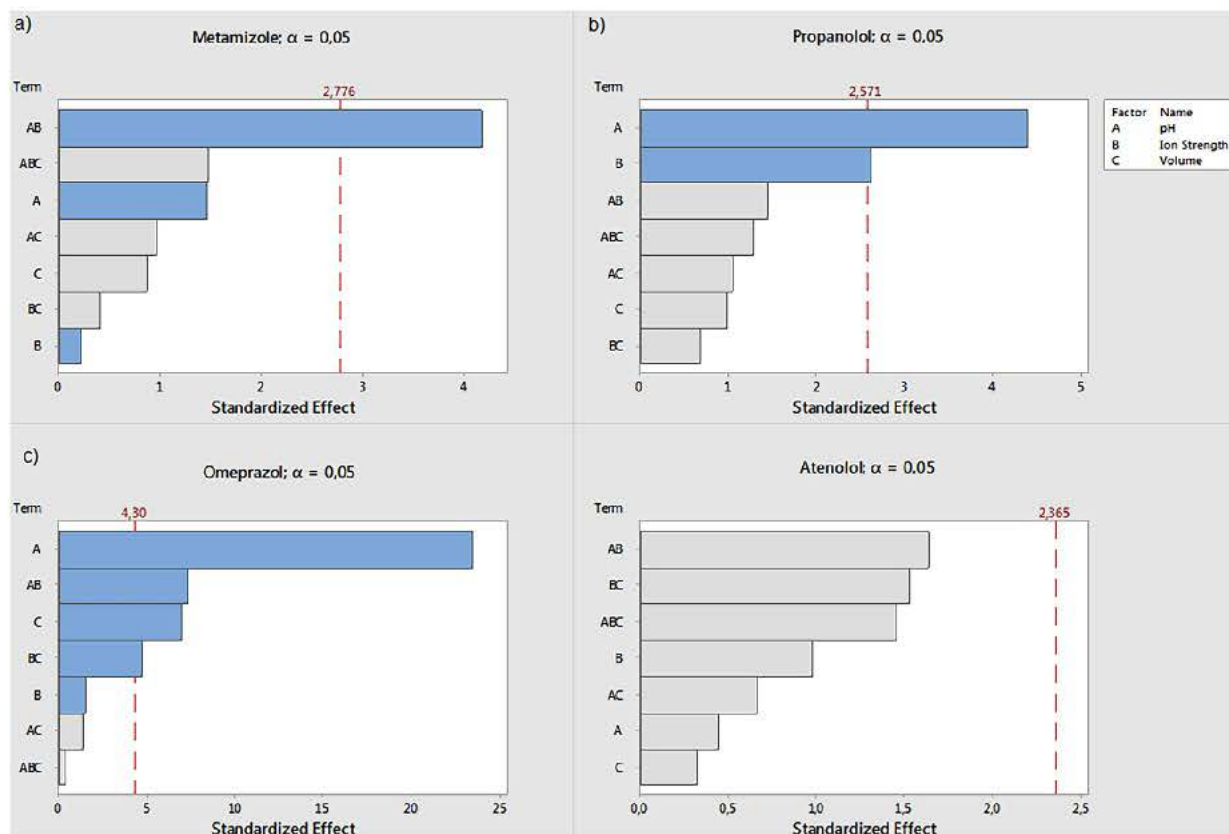 a)
Metamizole; α = 0,05
Term
2,776
AB
ABC
A
AC
C
BC
B
0 1 2 3 4
Standardized Effect
b)
Propanolol; α = 0,05
Term
2,571
A
B
AB
ABC
AC
C
BC
0 1 2 3 4 5
Standardized Effect
Factor Name
A pH
B Ion Strength
C Volume
c)
Omeprazol; α = 0,05
Term
4,30
A
AB
C
BC
B
AC
ABC
0 5 10 15 20 25
Standardized Effect
Atenolol; α = 0,05
Term
2,365
AB
BC
ABC
B
AC
A
C
0,0 0,5 1,0 1,5 2,0 2,5
Standardized Effect